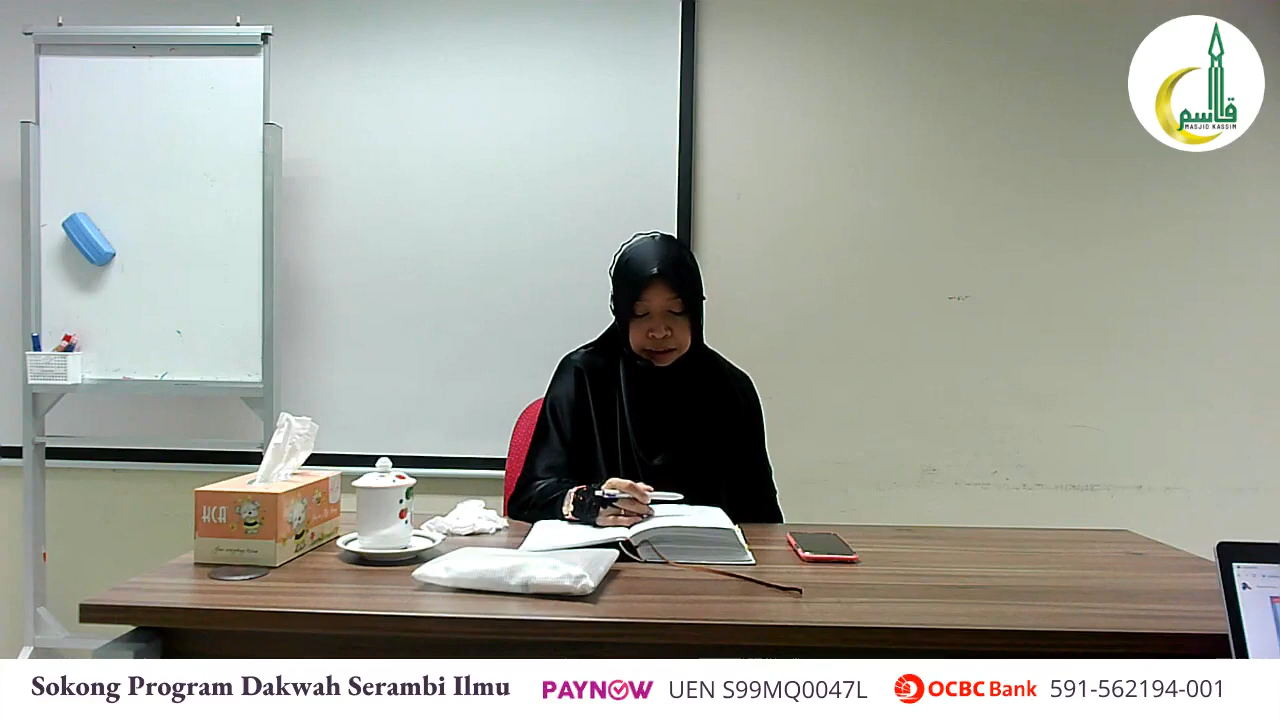 قاسم
MASJID KASSIM
KCA
Sokong Program Dakwah Serambi Ilmu
PAYNOW
UEN S99MQ0047L
OCBC Bank
591-562194-001